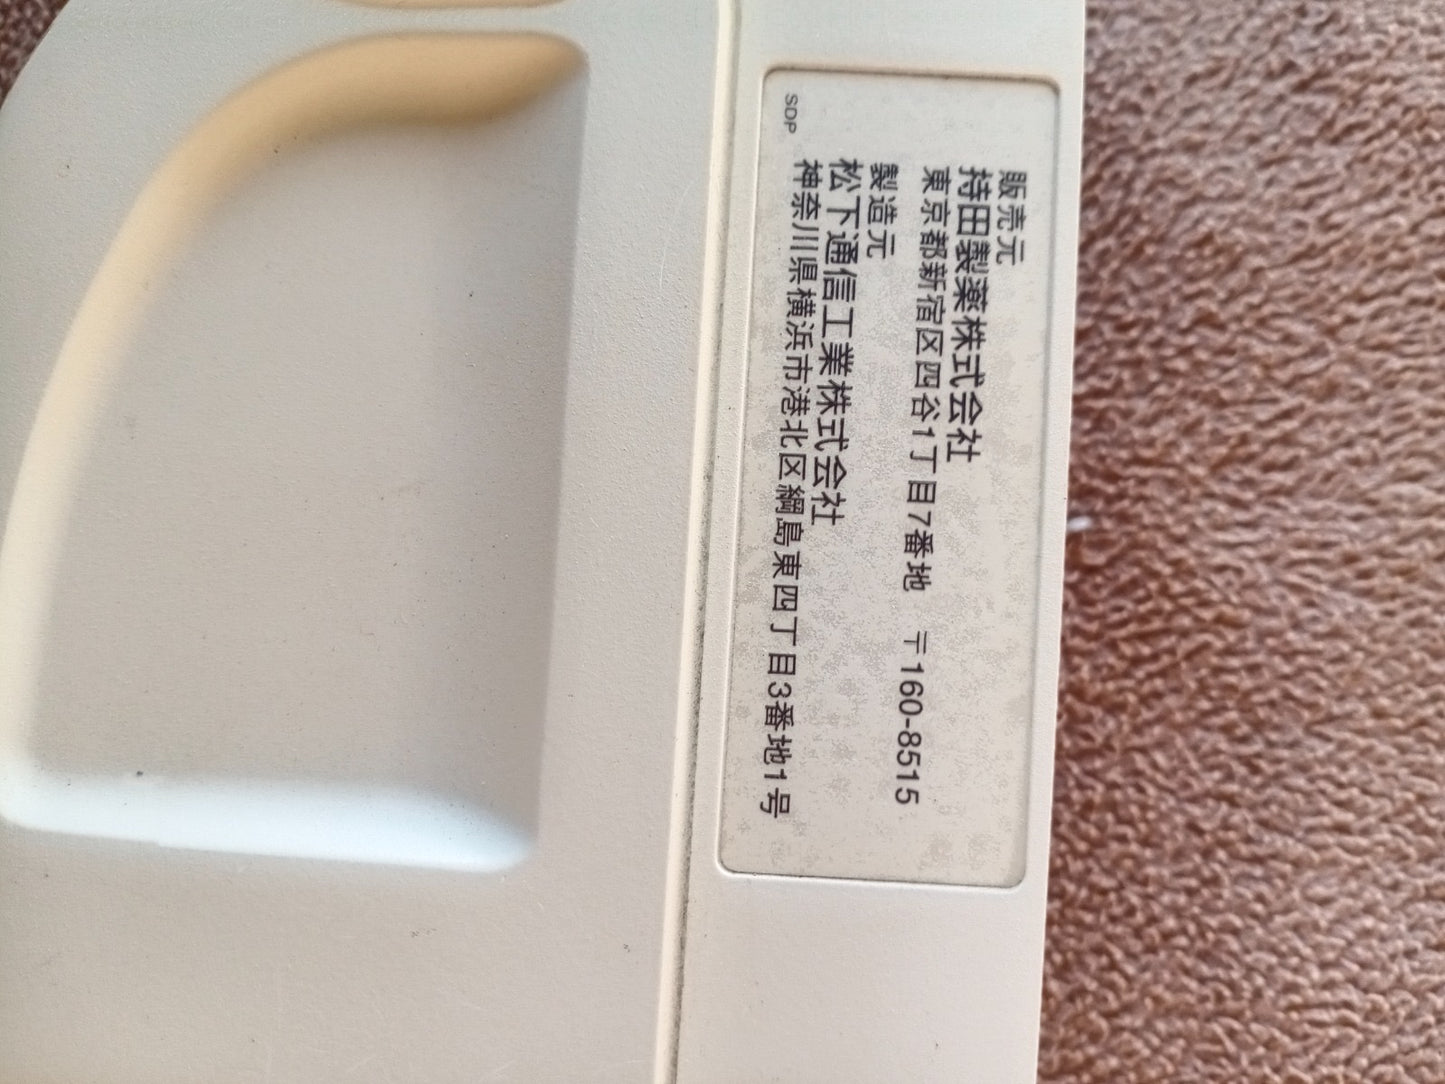 販売元
持田製薬株式会社
東京都新宿区四谷1丁目7番地 〒160-8515
製造元
松下通信工業株式会社
神奈川県横浜市港北区綱島東四丁目3番地1号
SDP